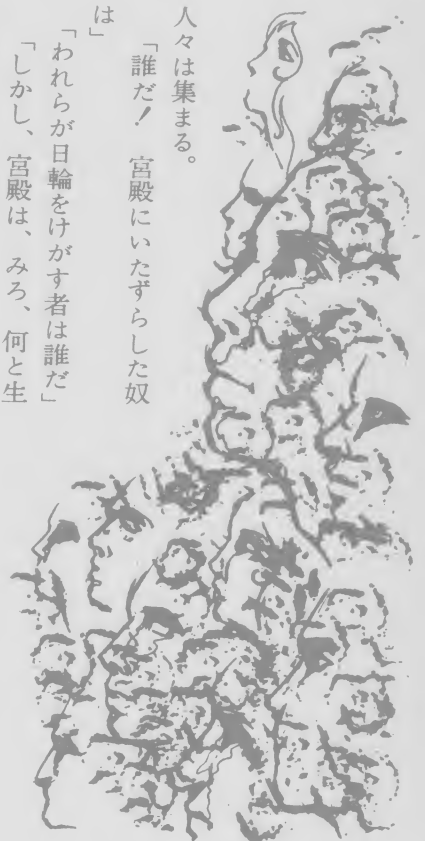 人々は集まる。
「誰だ！　宮殿にいたずらした奴
は」
「われらが日輪をけがす者は誰だ」
「しかし、宮殿は、みろ、何と生